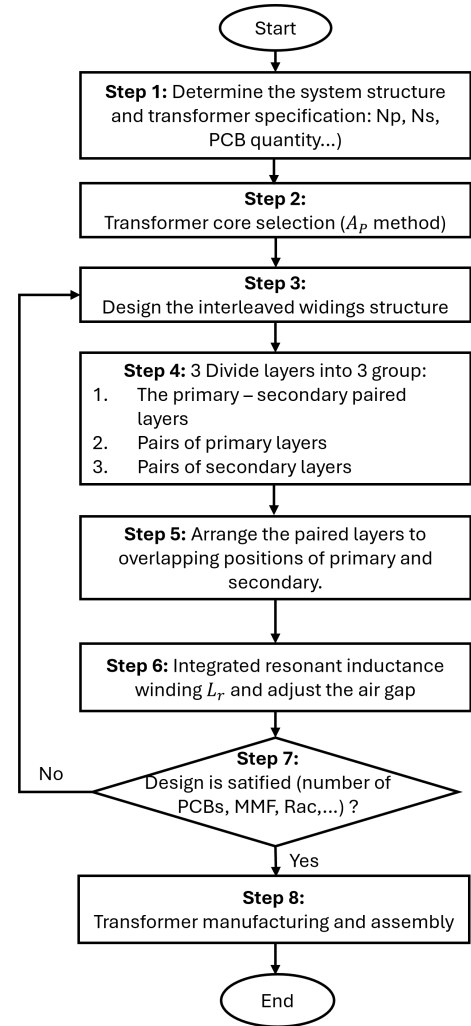 Start
Step 1: Determine the system structure
and transformer specification: Np, Ns,
PCB quantity...)
Step 2:
Transformer core selection (A_P method)
Step 3:
Design the interleaved widings structure
Step 4: 3 Divide layers into 3 group:
1. The primary – secondary paired
layers
2. Pairs of primary layers
3. Pairs of secondary layers
Step 5: Arrange the paired layers to
overlapping positions of primary and
secondary.
Step 6: Integrated resonant inductance
winding L_r and adjust the air gap
Step 7:
Design is satified (number of
PCBs, MMF, Rac,...) ?
No
Yes
Step 8:
Transformer manufacturing and assembly
End